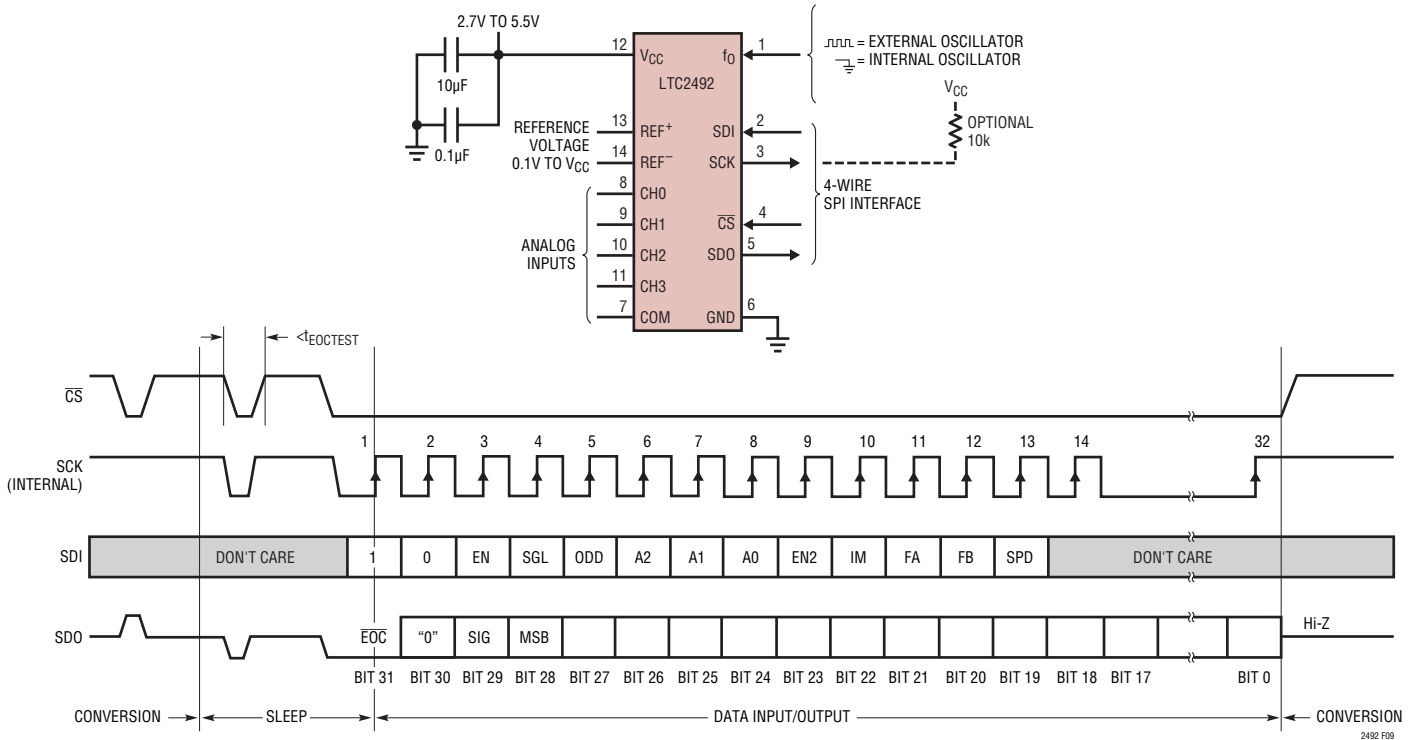 2.7V TO 5.5V
10µF
0.1µF
REFERENCE
VOLTAGE
0.1V TO VCC
ANALOG
INPUTS
12
13
14
8
9
10
11
7
VCC
LTC2492
REF+
REF−
CH0
CH1
CH2
CH3
COM
fO
SDI
SCK
CS
SDO
GND
1
2
3
4
5
6
= EXTERNAL OSCILLATOR
= INTERNAL OSCILLATOR
VCC
OPTIONAL
10k
4-WIRE
SPI INTERFACE
<tEOCTEST
CS
SCK
(INTERNAL)
1 2 3 4 5 6 7 8 9 10 11 12 13 14 32
SDI
DON'T CARE 1 0 EN SGL ODD A2 A1 A0 EN2 IM FA FB SPD DON'T CARE
SDO
EOC "0" SIG MSB Hi-Z
BIT 31 BIT 30 BIT 29 BIT 28 BIT 27 BIT 26 BIT 25 BIT 24 BIT 23 BIT 22 BIT 21 BIT 20 BIT 19 BIT 18 BIT 17 BIT 0
CONVERSION SLEEP DATA INPUT/OUTPUT CONVERSION
2492 F09